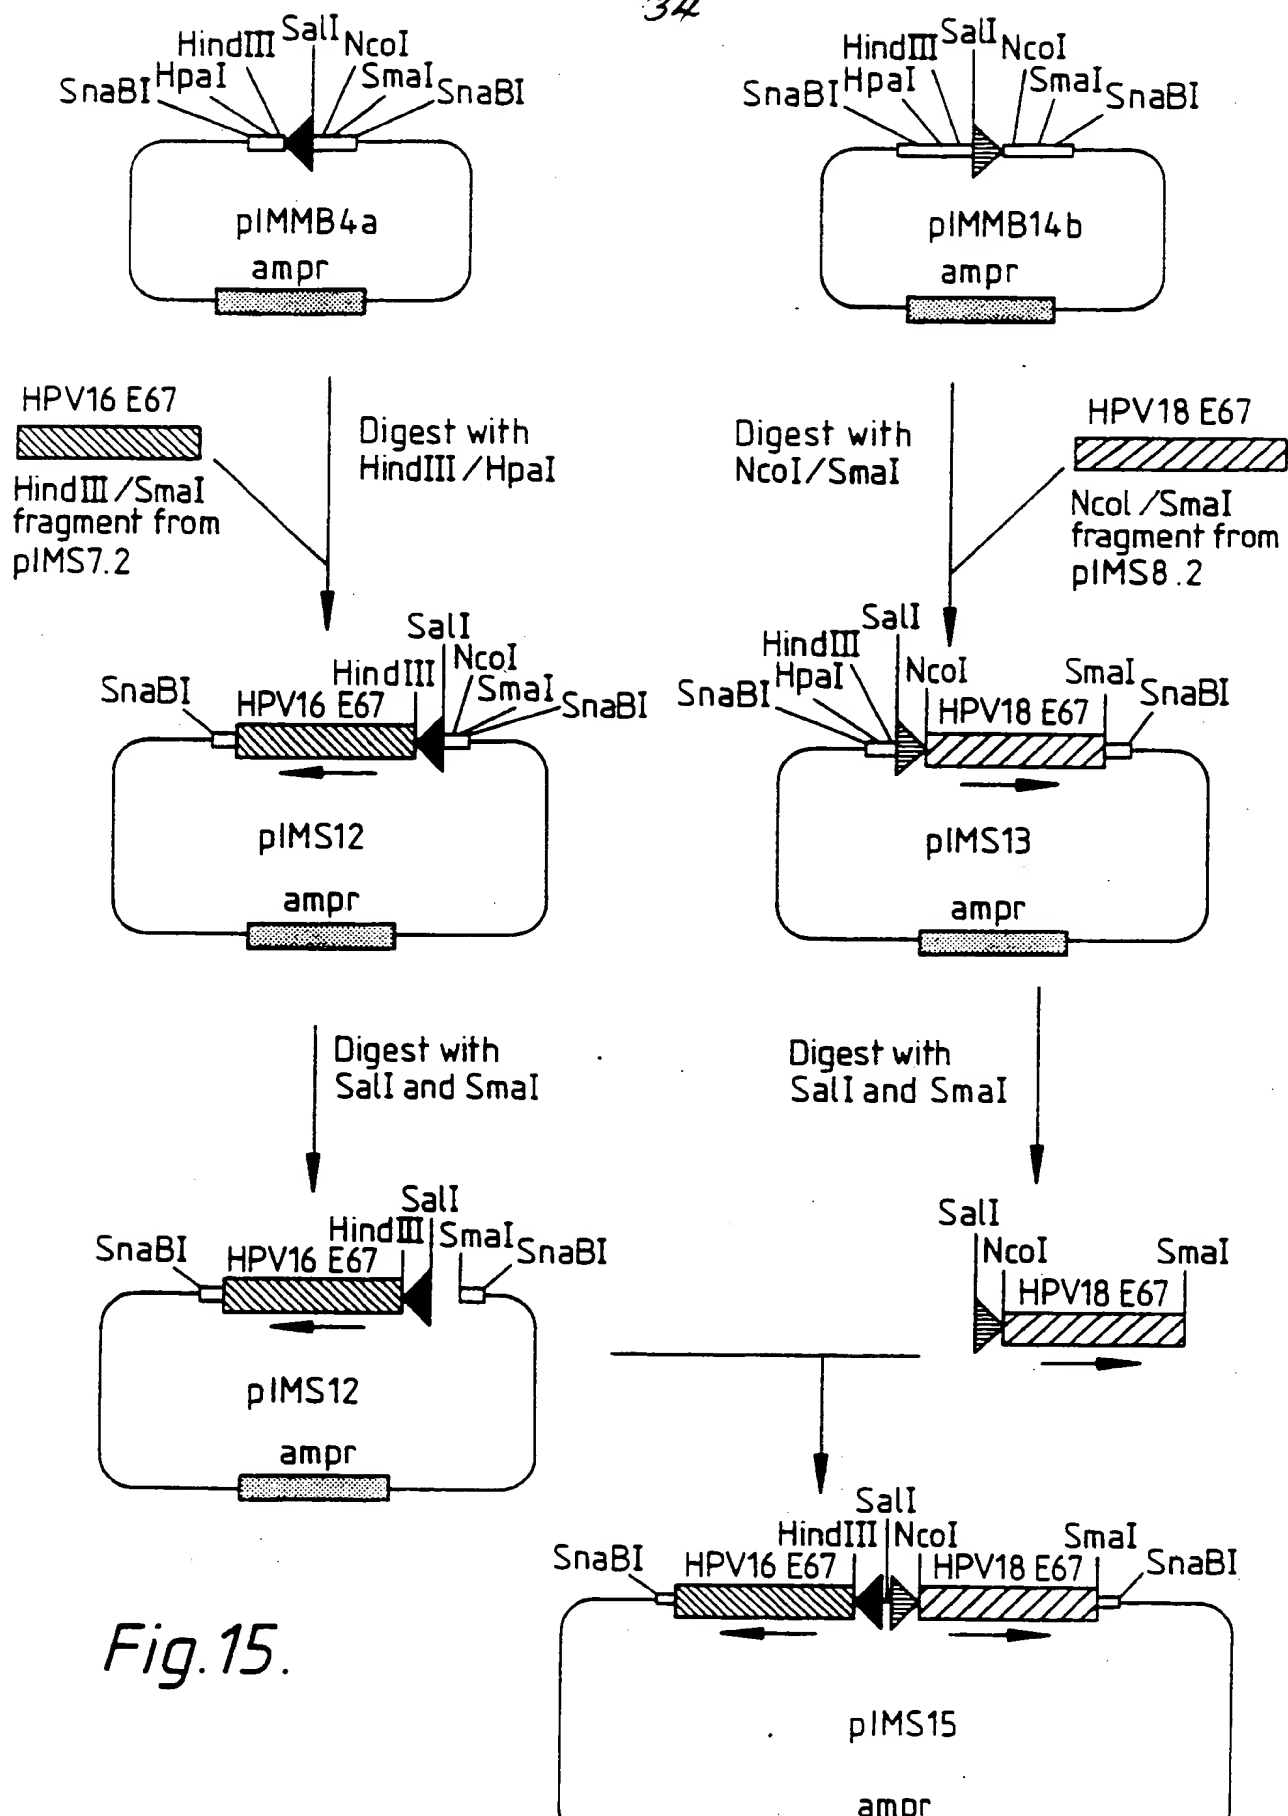 34
HindIII SalI NcoI
SnaBI HpaI SmaI SnaBI
pIMMB4a
ampr
HindIII SalI NcoI
SnaBI HpaI SmaI SnaBI
pIMMB14b
ampr
HPV16 E67
HindIII/SmaI
fragment from
pIMS7.2
Digest with
HindIII/HpaI
Digest with
NcoI/SmaI
HPV18 E67
NcoI/SmaI
fragment from
pIMS8.2
SalI
HindIII NcoI
SnaBI HPV16 E67 SmaI SnaBI
pIMS12
ampr
SalI
HindIII NcoI SmaI
SnaBI HpaI HPV18 E67 SnaBI
pIMS13
ampr
Digest with
SalI and SmaI
Digest with
SalI and SmaI
SalI
HindIII SmaI
SnaBI HPV16 E67 SnaBI
pIMS12
ampr
SalI
NcoI SmaI
HPV18 E67
SalI
HindIII NcoI SmaI
SnaBI HPV16 E67 HPV18 E67 SnaBI
pIMS15
ampr
Fig.15.